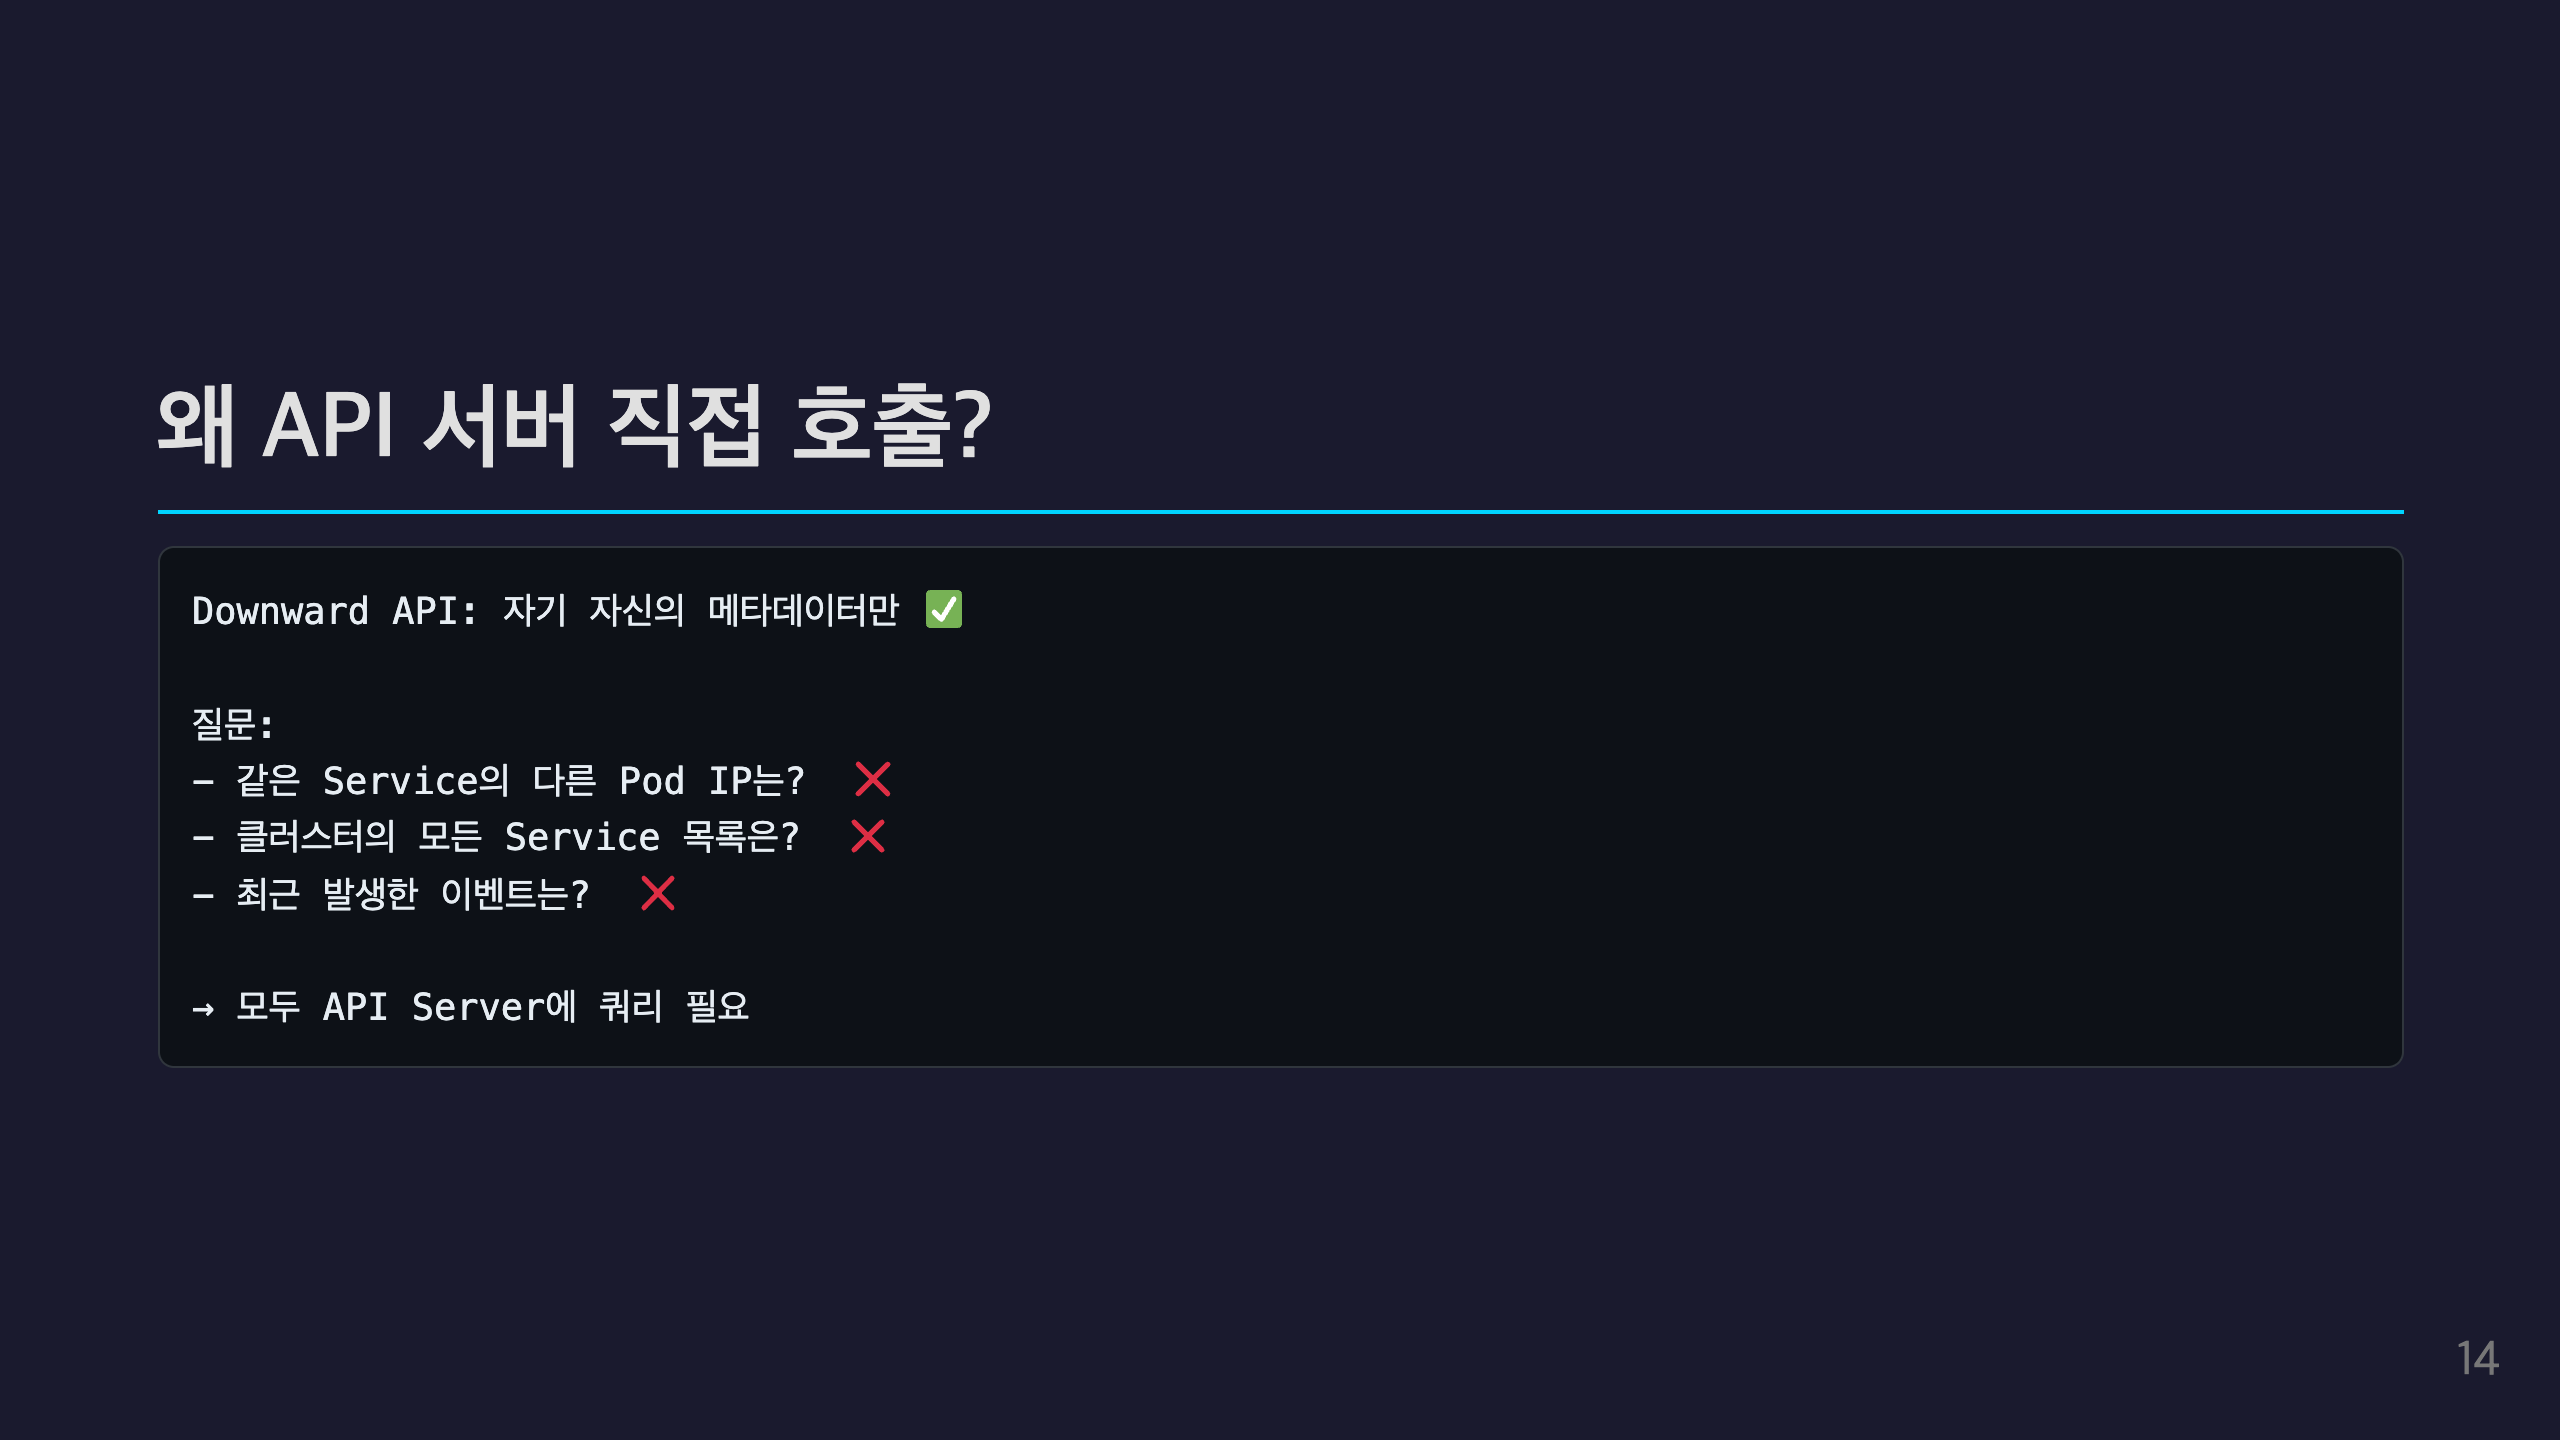 왜 API 서버 직접 호출?
Downward API: 자기 자신의 메타데이터만 ✅
질문:
- 같은 Service의 다른 Pod IP는? ❌
- 클러스터의 모든 Service 목록은? ❌
- 최근 발생한 이벤트는? ❌
→ 모두 API Server에 쿼리 필요
14